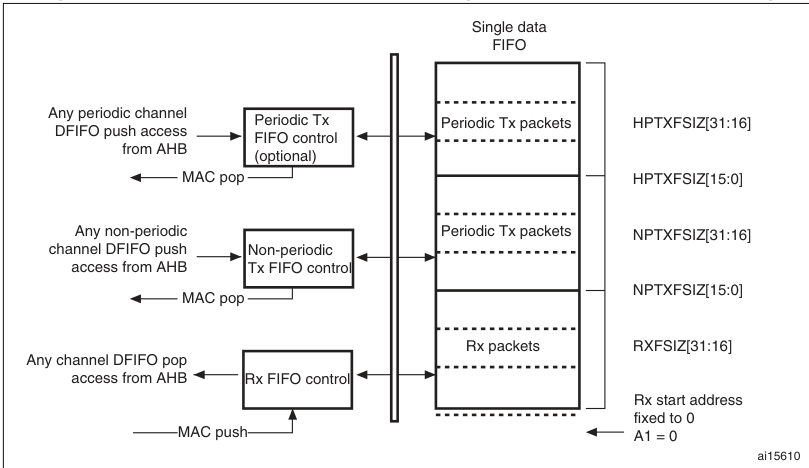 Single data
FIFO
Any periodic channel
DFIFO push access
from AHB
Periodic Tx
FIFO control
(optional)
MAC pop
Periodic Tx packets
HPTXFSIZ[31:16]
HPTXFSIZ[15:0]
Any non-periodic
channel DFIFO push
access from AHB
Non-periodic
Tx FIFO control
MAC pop
Periodic Tx packets
NPTXFSIZ[31:16]
NPTXFSIZ[15:0]
Any channel DFIFO pop
access from AHB
Rx FIFO control
MAC push
Rx packets
RXFSIZ[31:16]
Rx start address
fixed to 0
A1 = 0
ai15610